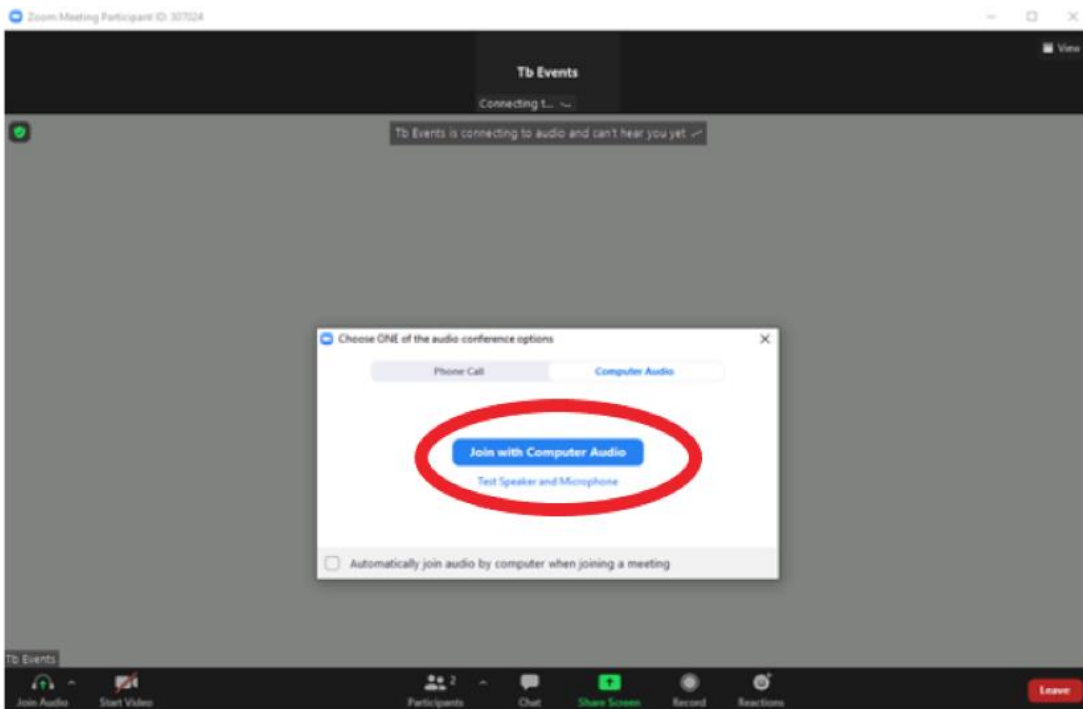 Zoom Meeting Participant ID: 307024
View
Tb Events
Connecting t...
Tb Events is connecting to audio and can't hear you yet
Choose ONE of the audio conference options
Phone Call
Computer Audio
Join with Computer Audio
Test Speaker and Microphone
Automatically join audio by computer when joining a meeting
Tb Events
2
Join Audio
Start Video
Participants
Chat
Share Screen
Record
Reactions
Leave